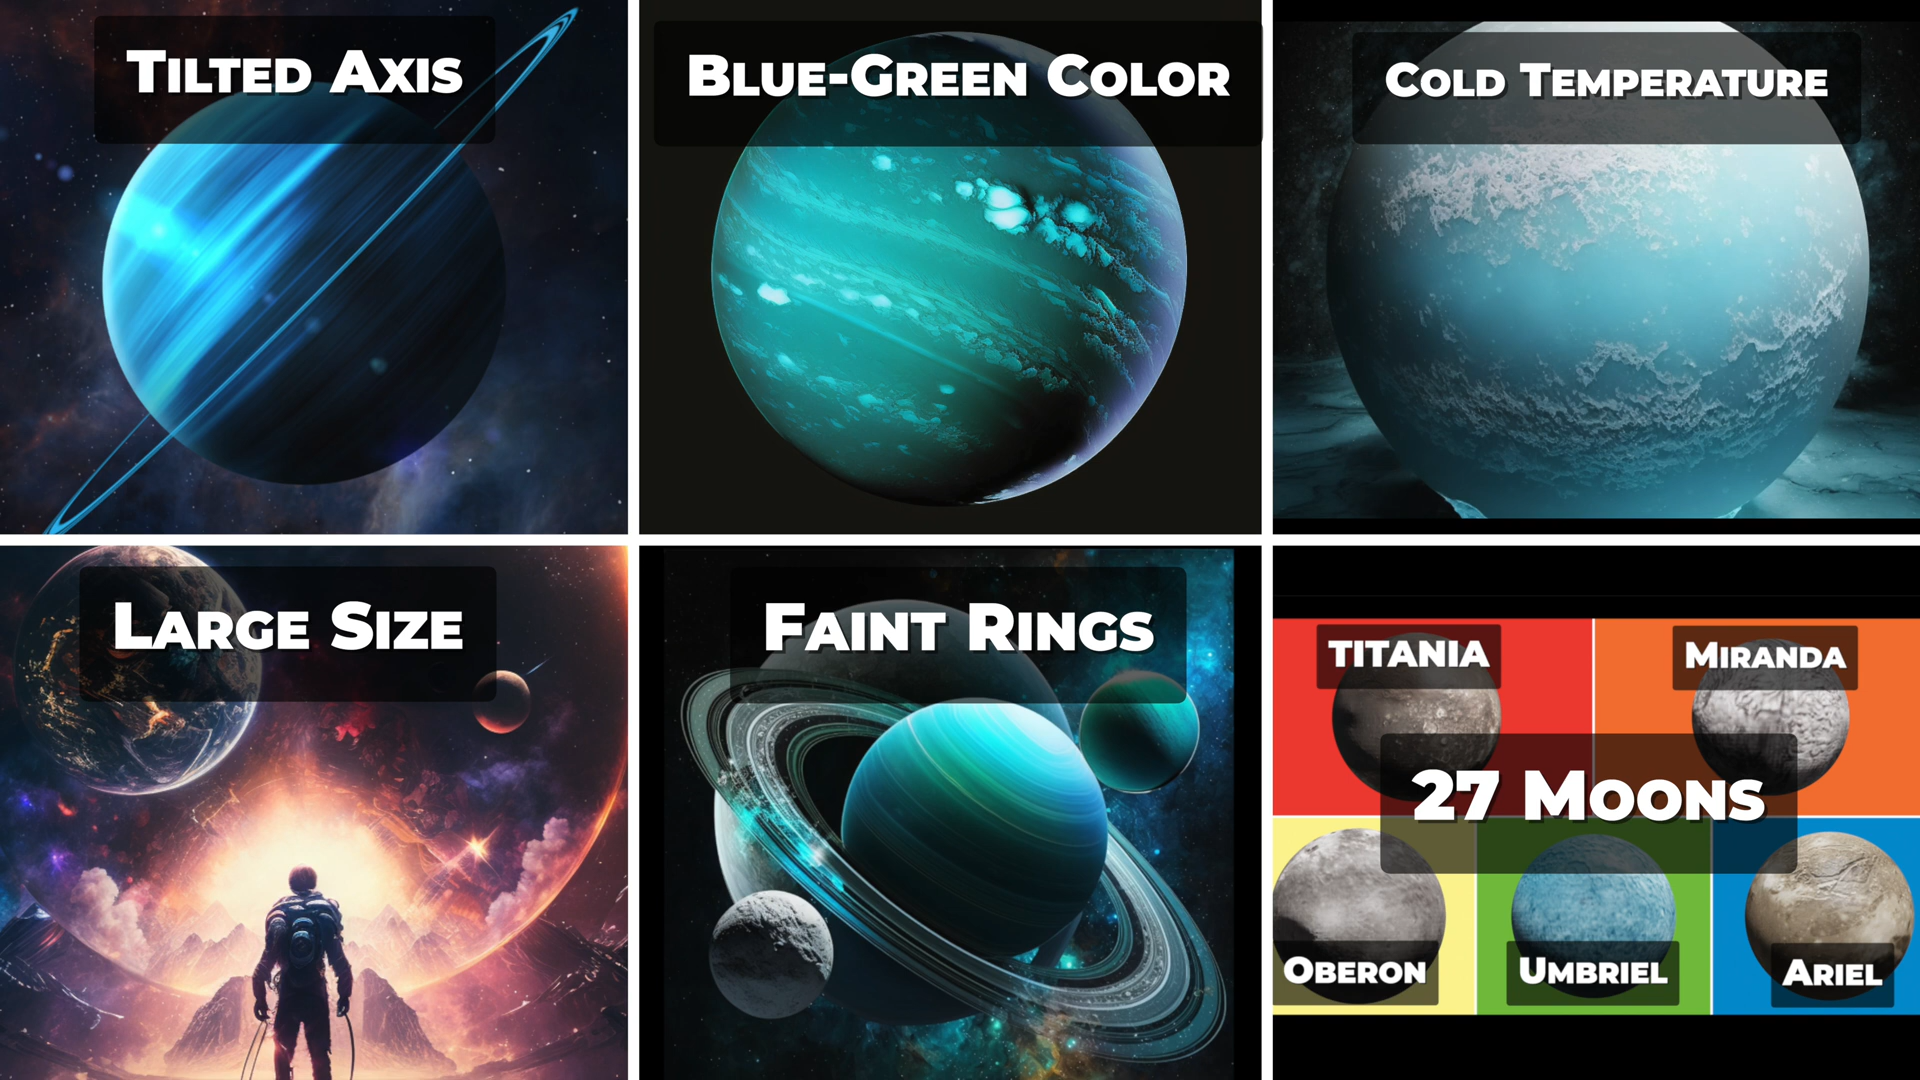 Tilted Axis
Blue-Green Color
Cold Temperature
Large Size
Faint Rings
TITANIA
Miranda
27 Moons
Oberon
Umbriel
Ariel